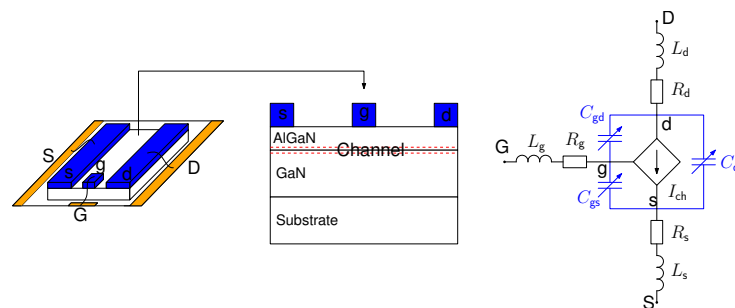 S
s
g
d
D
G
s
g
d
AlGaN
Channel
GaN
Substrate
D
L_d
R_d
C_gd
d
G
L_g
R_g
g
C_gs
I_ch
s
R_s
L_s
S